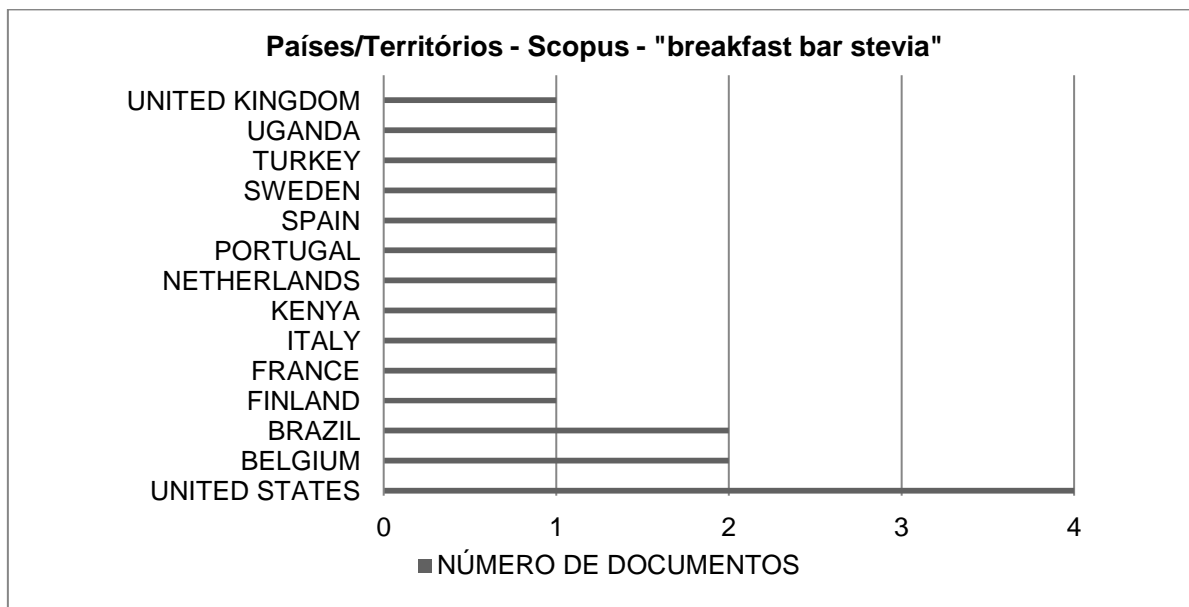 Países/Territórios - Scopus - "breakfast bar stevia"
UNITED KINGDOM
UGANDA
TURKEY
SWEDEN
SPAIN
PORTUGAL
NETHERLANDS
KENYA
ITALY
FRANCE
FINLAND
BRAZIL
BELGIUM
UNITED STATES
0 1 2 3 4
NÚMERO DE DOCUMENTOS